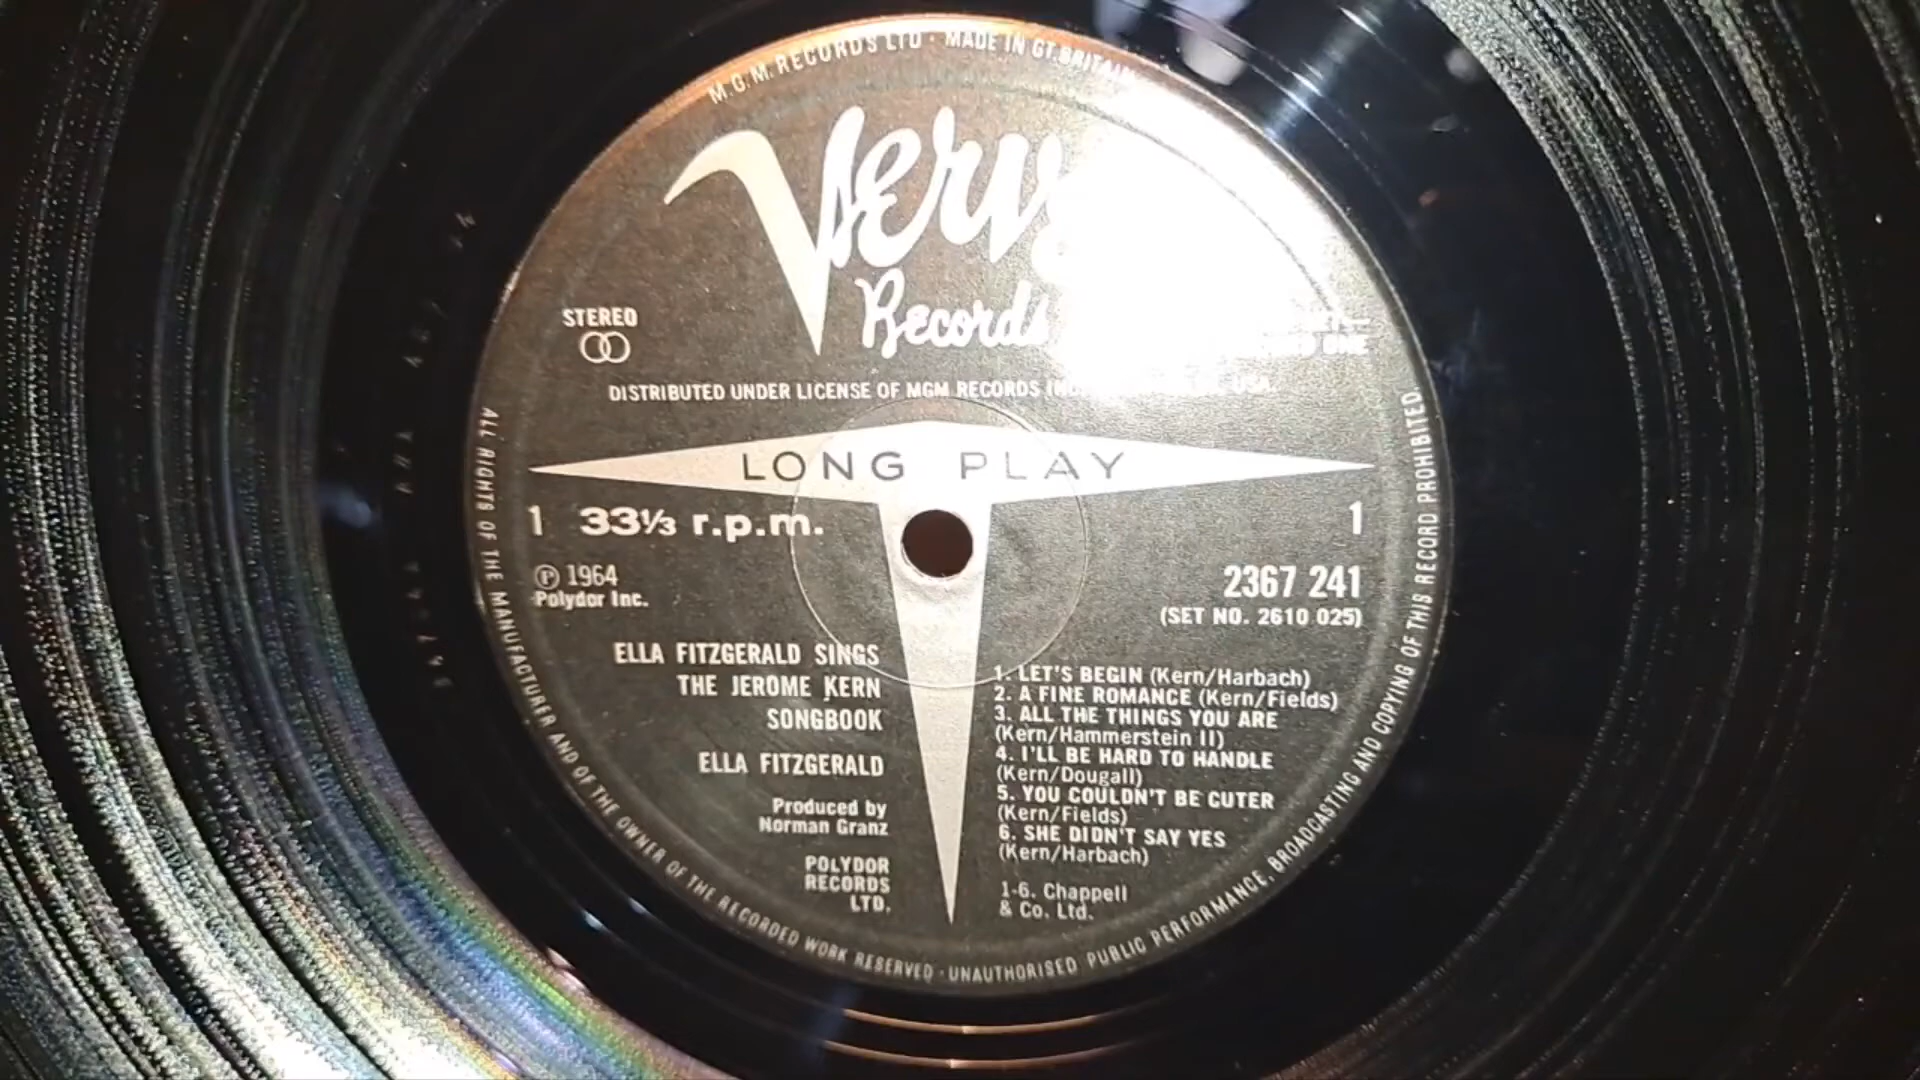 M.G.M. RECORDS LTD · MADE IN GT. BRITAIN
Verve
Records
STEREO
ONE
DISTRIBUTED UNDER LICENSE OF MGM RECORDS USA.
LONG PLAY
1 33⅓ r.p.m. 1
℗ 1964
Polydor Inc.
2367 241
(SET NO. 2610 025)
ELLA FITZGERALD SINGS
THE JEROME KERN
SONGBOOK
ELLA FITZGERALD
Produced by
Norman Granz
POLYDOR
RECORDS
LTD.
1. LET'S BEGIN (Kern/Harbach)
2. A FINE ROMANCE (Kern/Fields)
3. ALL THE THINGS YOU ARE
(Kern/Hammerstein II)
4. I'LL BE HARD TO HANDLE
(Kern/Dougall)
5. YOU COULDN'T BE CUTER
(Kern/Fields)
6. SHE DIDN'T SAY YES
(Kern/Harbach)
1-6. Chappell
& Co. Ltd.
ALL RIGHTS OF THE MANUFACTURER AND OF THE OWNER OF THE RECORDED WORK RESERVED · UNAUTHORISED PUBLIC PERFORMANCE, BROADCASTING AND COPYING OF THIS RECORD PROHIBITED